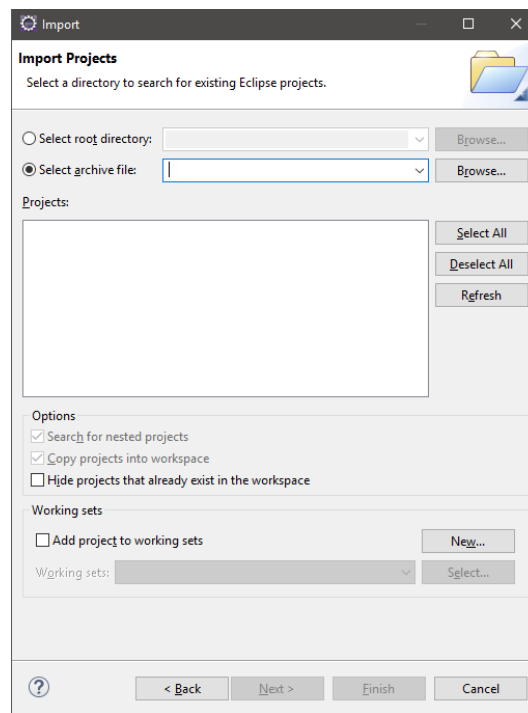 Import
Import Projects
Select a directory to search for existing Eclipse projects.
Select root directory:
Browse...
Select archive file:
Browse...
Projects:
Select All
Deselect All
Refresh
Options
Search for nested projects
Copy projects into workspace
Hide projects that already exist in the workspace
Working sets
Add project to working sets
New...
Working sets:
Select...
?
< Back
Next >
Finish
Cancel